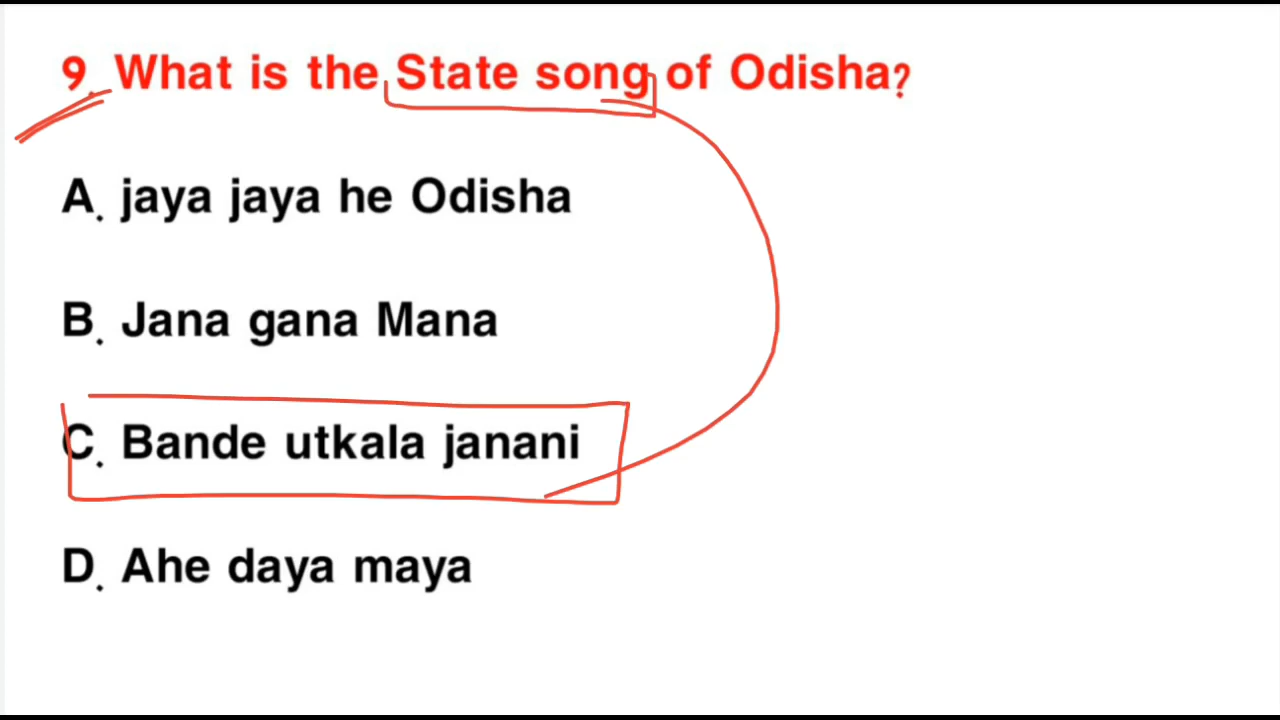 9. What is the State song of Odisha?
A. jaya jaya he Odisha
B. Jana gana Mana
C. Bande utkala janani
D. Ahe daya maya